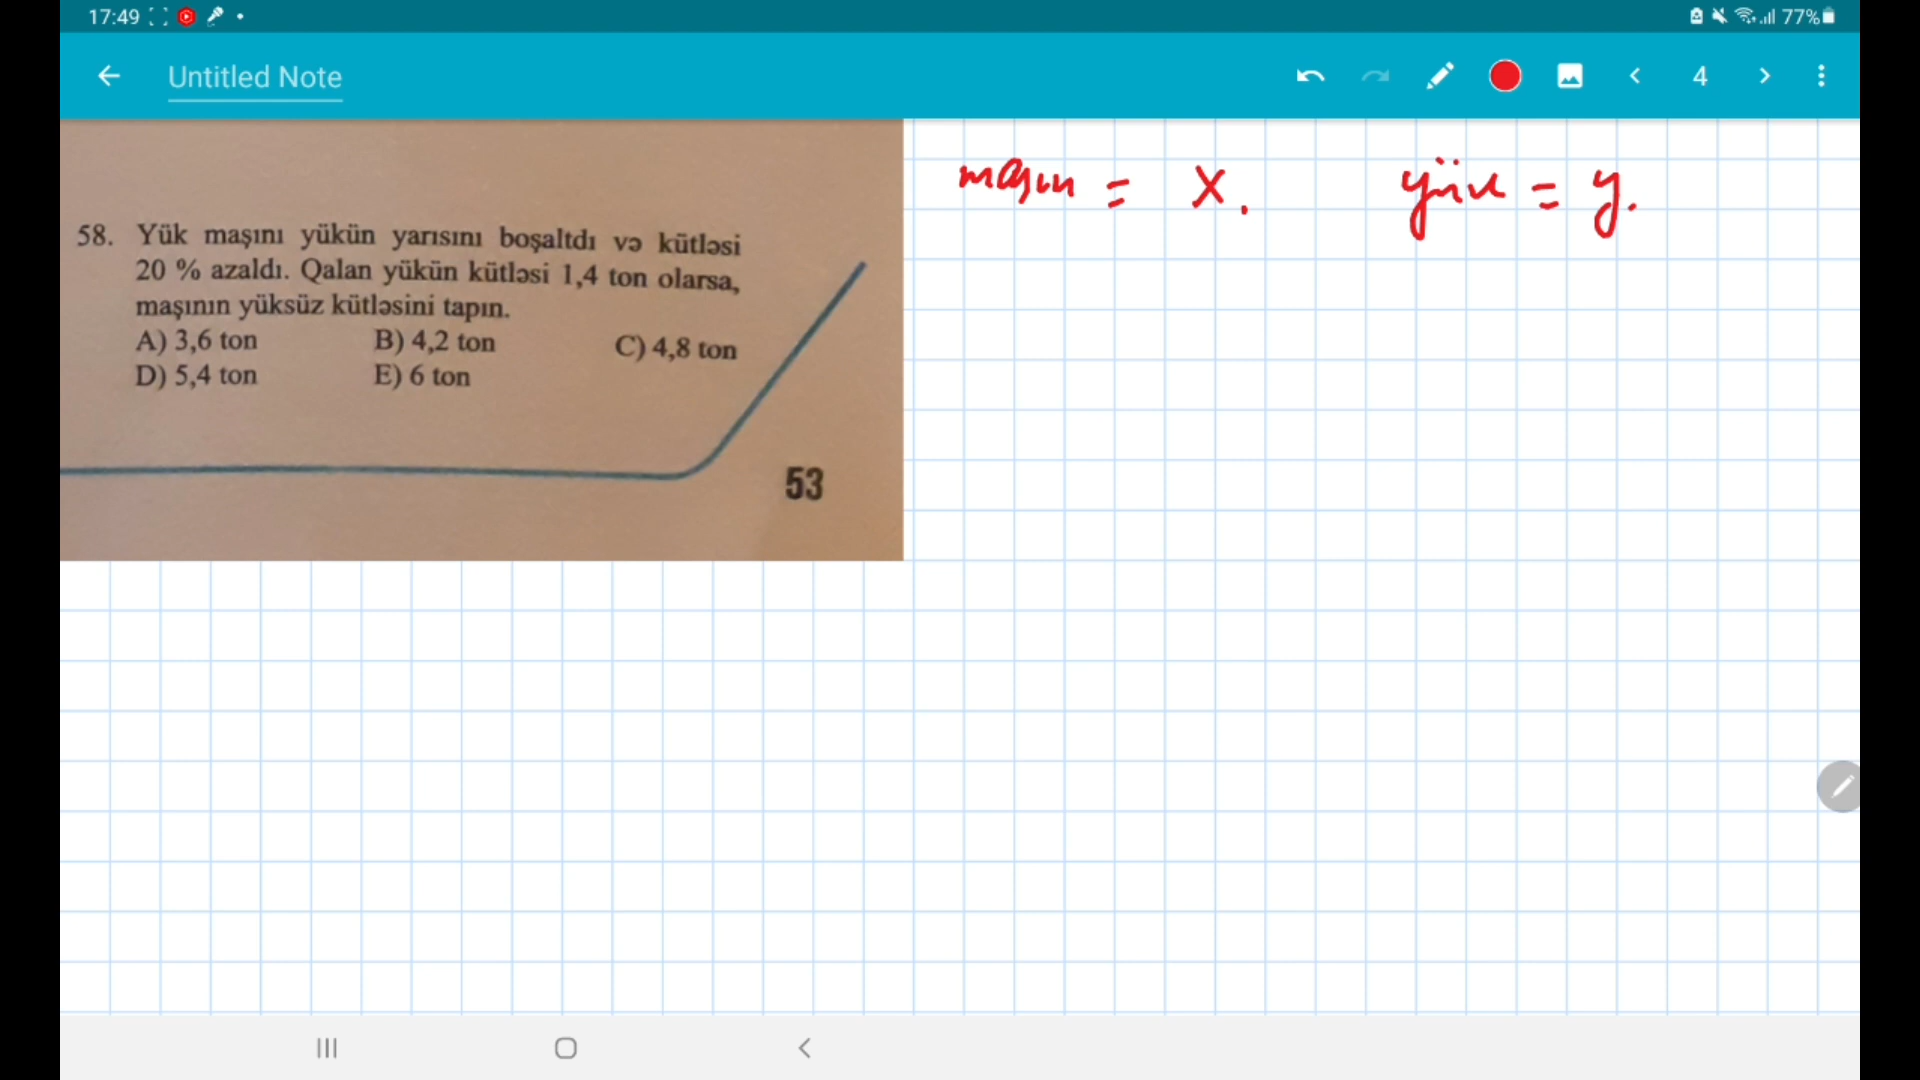 17:49
77%
Untitled Note
4
maşın = x. yük = y.
58. Yük maşını yükün yarısını boşaltdı və kütləsi
20 % azaldı. Qalan yükün kütləsi 1,4 ton olarsa,
maşının yüksüz kütləsini tapın.
A) 3,6 ton B) 4,2 ton C) 4,8 ton
D) 5,4 ton E) 6 ton
53